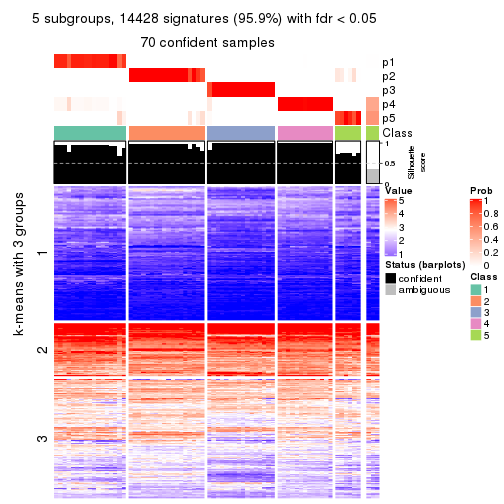 5 subgroups, 14428 signatures (95.9%) with fdr < 0.05
70 confident samples
p1
p2
p3
p4
p5
Class
1
0.5
0
Silhouette
score
k-means with 3 groups
1
2
3
Value
5
4
3
2
1
Status (barplots)
confident
ambiguous
Prob
1
0.8
0.6
0.4
0.2
0
Class
1
2
3
4
5